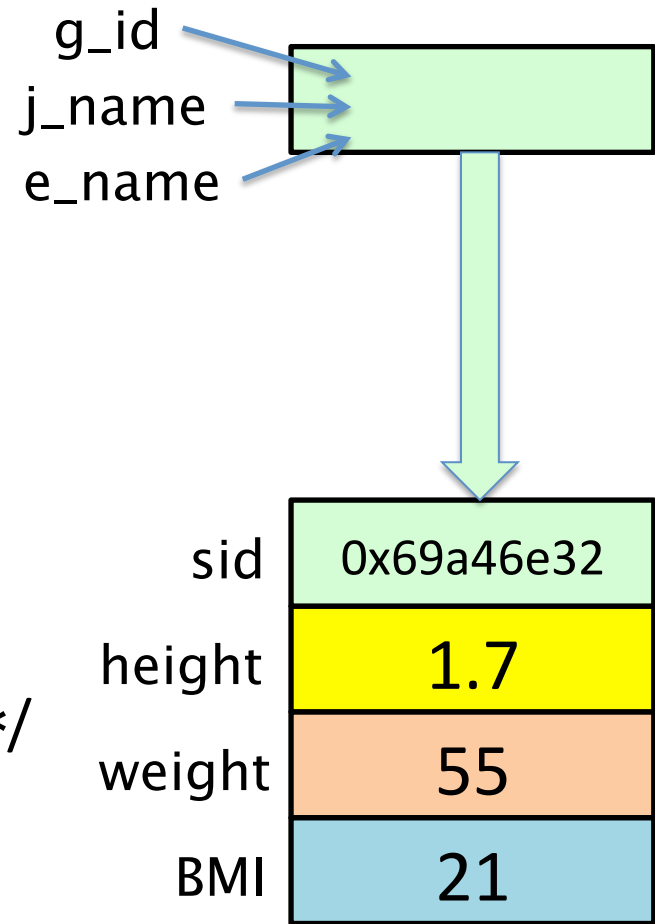 g_id
j_name
e_name
sid 0x69a46e32
height 1.7
*/
weight 55
BMI 21